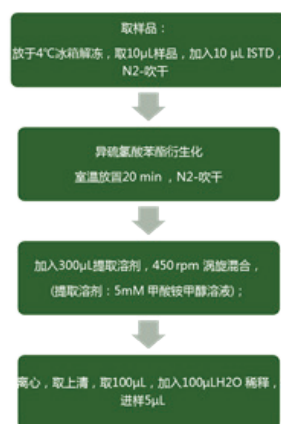 取样品：
放于4℃冰箱解冻，取10μL样品，加入10 μL ISTD，
N2-吹干
异硫氰酸苯酯衍生化
室温放置20 min ，N2-吹干
加入300μL提取溶剂，450 rpm 涡旋混合，
(提取溶剂：5mM 甲酸铵甲醇溶液)；
离心，取上清，取100μL，加入100μLH2O 稀释，
进样5μL